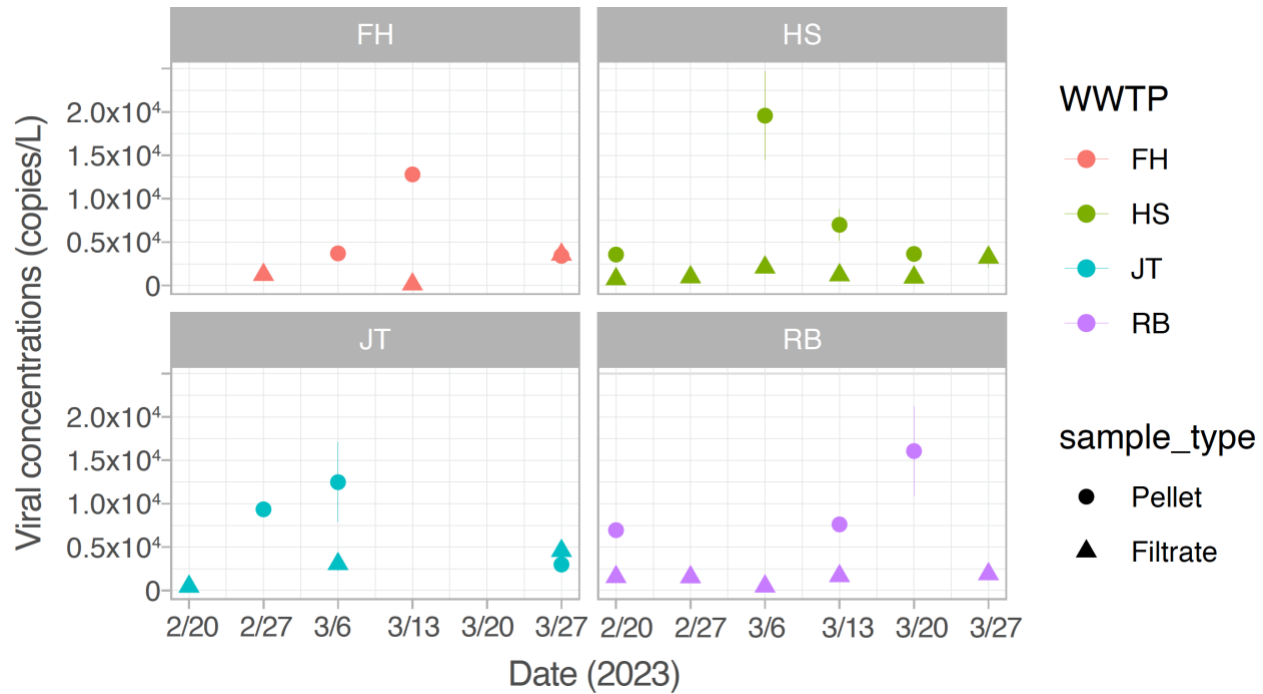 FH
HS
Viral concentrations (copies/L)
2.0x10⁴
1.5x10⁴
1.0x10⁴
0.5x10⁴
0
JT
RB
2.0x10⁴
1.5x10⁴
1.0x10⁴
0.5x10⁴
0
2/20 2/27 3/6 3/13 3/20 3/27
2/20 2/27 3/6 3/13 3/20 3/27
Date (2023)
WWTP
FH
HS
JT
RB
sample_type
Pellet
Filtrate